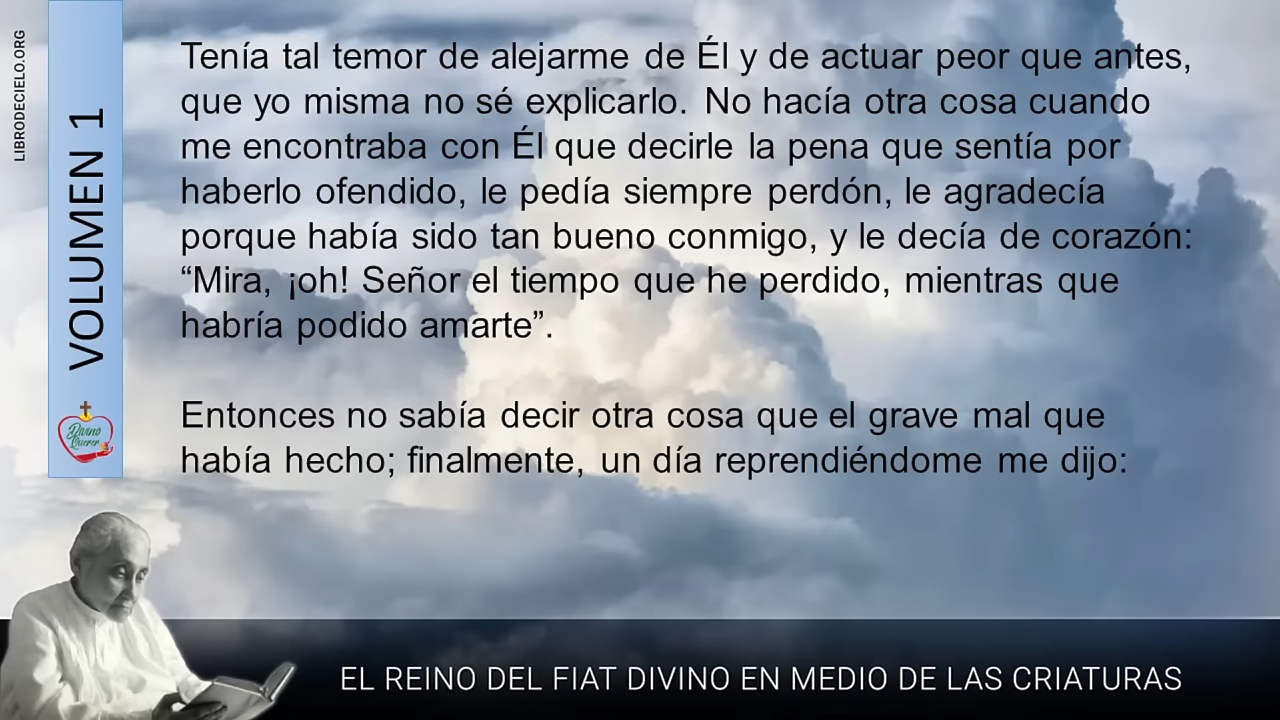 LIBRODECIELO.ORG
VOLUMEN 1
Divino
Querer
Tenía tal temor de alejarme de Él y de actuar peor que antes,
que yo misma no sé explicarlo. No hacía otra cosa cuando
me encontraba con Él que decirle la pena que sentía por
haberlo ofendido, le pedía siempre perdón, le agradecía
porque había sido tan bueno conmigo, y le decía de corazón:
“Mira, ¡oh! Señor el tiempo que he perdido, mientras que
habría podido amarte”.
Entonces no sabía decir otra cosa que el grave mal que
había hecho; finalmente, un día reprendiéndome me dijo:
EL REINO DEL FIAT DIVINO EN MEDIO DE LAS CRIATURAS